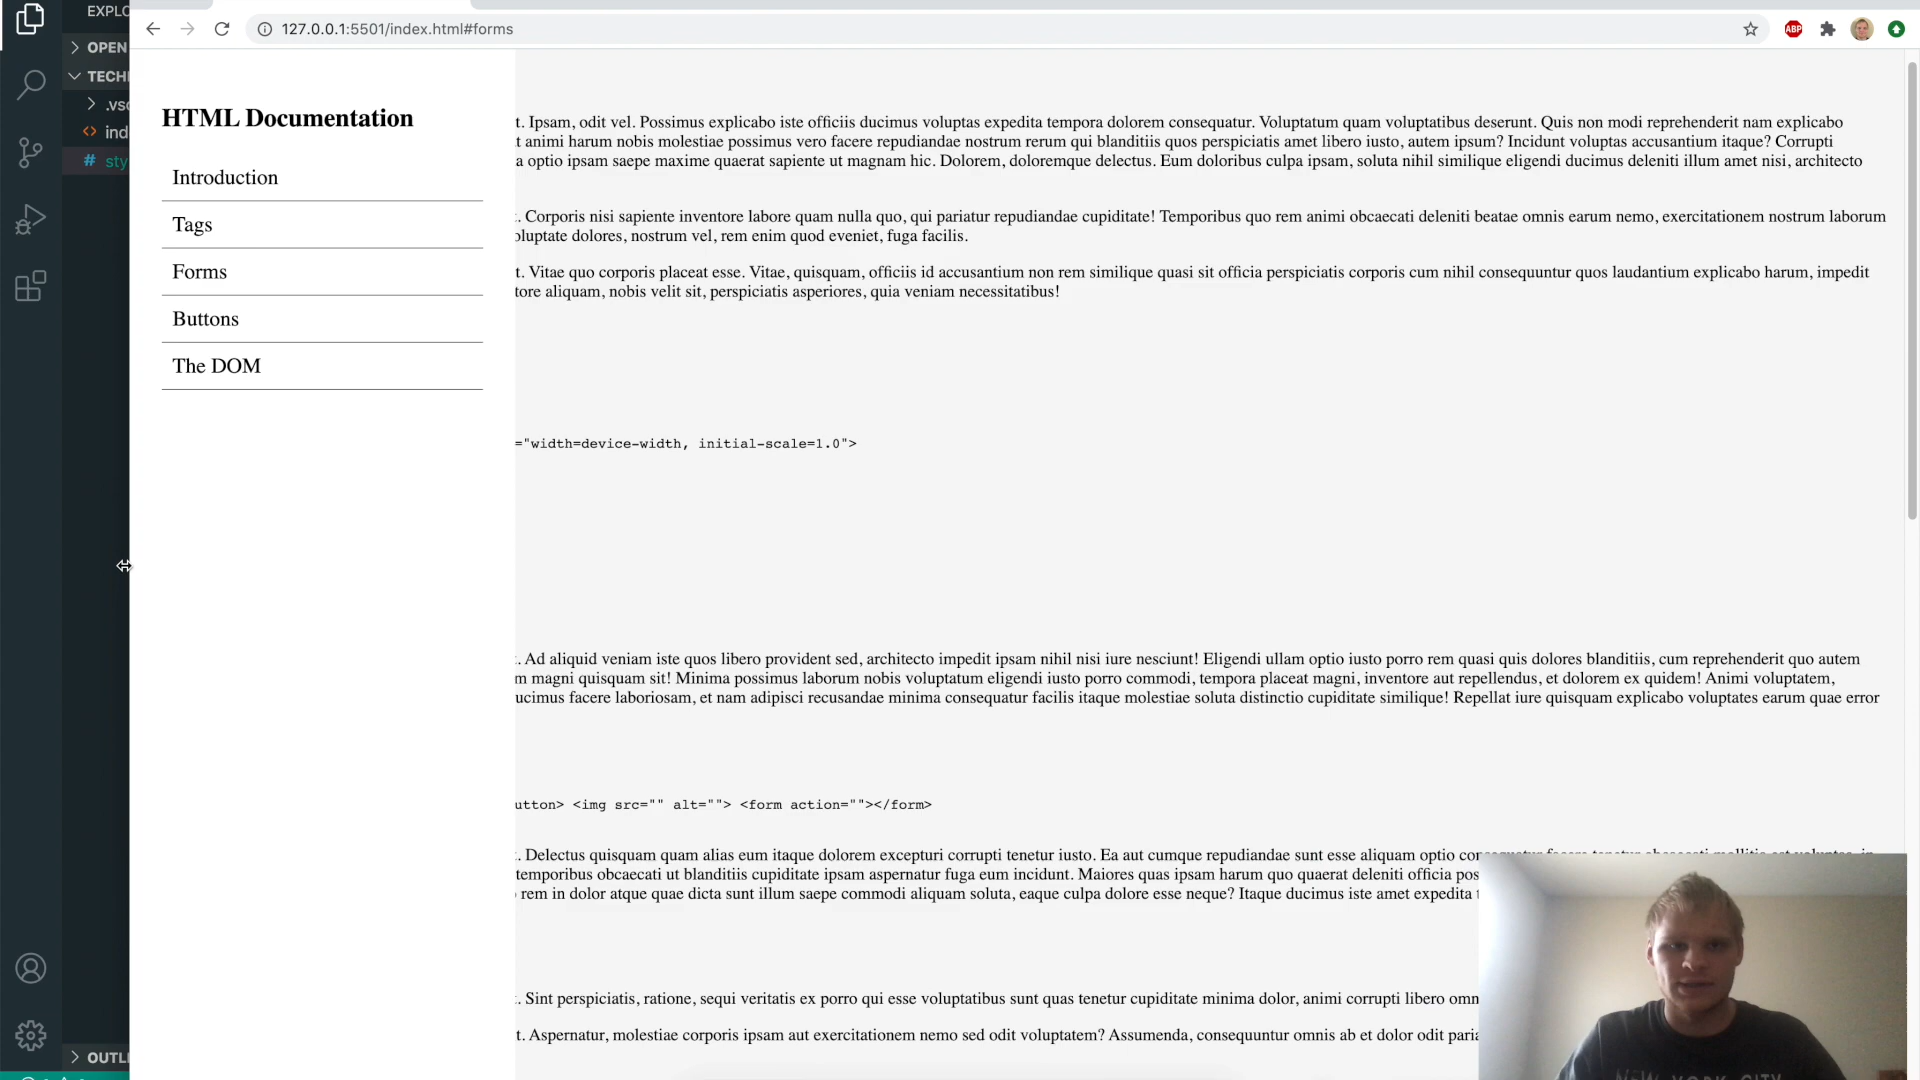 EXPLO
OPEN
TECHI
.vsc
ind
sty
OUTLI
127.0.0.1:5501/index.html#forms
ABP
HTML Documentation
Introduction
Tags
Forms
Buttons
The DOM
t. Ipsam, odit vel. Possimus explicabo iste officiis ducimus voluptas expedita tempora dolorem consequatur. Voluptatum quam voluptatibus deserunt. Quis non modi reprehenderit nam explicabo
t animi harum nobis molestiae possimus vero facere repudiandae nostrum rerum qui blanditiis quos perspiciatis amet libero iusto, autem ipsum? Incidunt voluptas accusantium itaque? Corrupti
a optio ipsam saepe maxime quaerat sapiente ut magnam hic. Dolorem, doloremque delectus. Eum doloribus culpa ipsam, soluta nihil similique eligendi ducimus deleniti illum amet nisi, architecto
. Corporis nisi sapiente inventore labore quam nulla quo, qui pariatur repudiandae cupiditate! Temporibus quo rem animi obcaecati deleniti beatae omnis earum nemo, exercitationem nostrum laborum
oluptate dolores, nostrum vel, rem enim quod eveniet, fuga facilis.
t. Vitae quo corporis placeat esse. Vitae, quisquam, officiis id accusantium non rem similique quasi sit officia perspiciatis corporis cum nihil consequuntur quos laudantium explicabo harum, impedit
tore aliquam, nobis velit sit, perspiciatis asperiores, quia veniam necessitatibus!
="width=device-width, initial-scale=1.0">
. Ad aliquid veniam iste quos libero provident sed, architecto impedit ipsam nihil nisi iure nesciunt! Eligendi ullam optio iusto porro rem quasi quis dolores blanditiis, cum reprehenderit quo autem
m magni quisquam sit! Minima possimus laborum nobis voluptatum eligendi iusto porro commodi, tempora placeat magni, inventore aut repellendus, et dolorem ex quidem! Animi voluptatem,
ucimus facere laboriosam, et nam adipisci recusandae minima consequatur facilis itaque molestiae soluta distinctio cupiditate similique! Repellat iure quisquam explicabo voluptates earum quae error
utton> <img src="" alt=""> <form action=""></form>
. Delectus quisquam quam alias eum itaque dolorem excepturi corrupti tenetur iusto. Ea aut cumque repudiandae sunt esse aliquam optio
temporibus obcaecati ut blanditiis cupiditate ipsam aspernatur fuga eum incidunt. Maiores quas ipsam harum quo quaerat deleniti officia pos
rem in dolor atque quae dicta sunt illum saepe commodi aliquam soluta, eaque culpa dolore esse neque? Itaque ducimus iste amet expedita
. Sint perspiciatis, ratione, sequi veritatis ex porro qui esse voluptatibus sunt quas tenetur cupiditate minima dolor, animi corrupti libero omn
t. Aspernatur, molestiae corporis ipsam aut exercitationem nemo sed odit voluptatem? Assumenda, consequuntur omnis ab et dolor odit paria
NEW YORK CITY